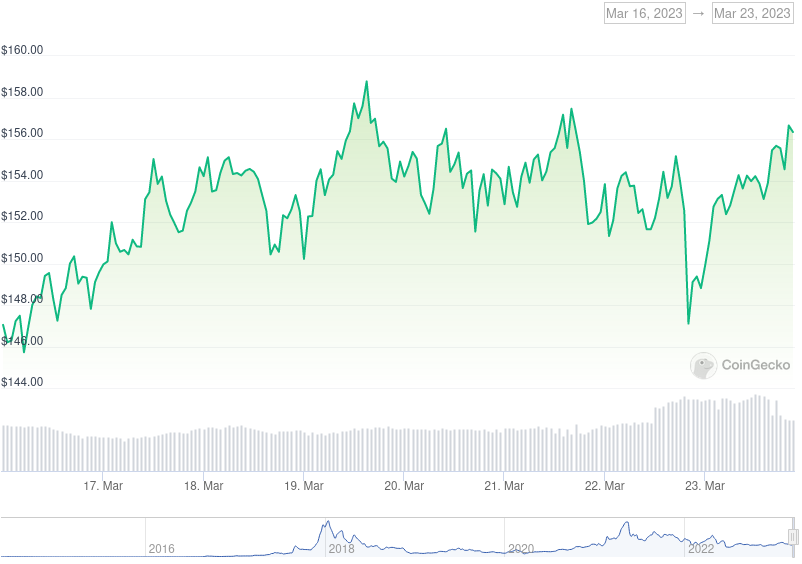 Mar 16, 2023 → Mar 23, 2023
$160.00
$158.00
$156.00
$154.00
$152.00
$150.00
$148.00
$146.00
$144.00
CoinGecko
17. Mar 18. Mar 19. Mar 20. Mar 21. Mar 22. Mar 23. Mar
2016 2018 2020 2022